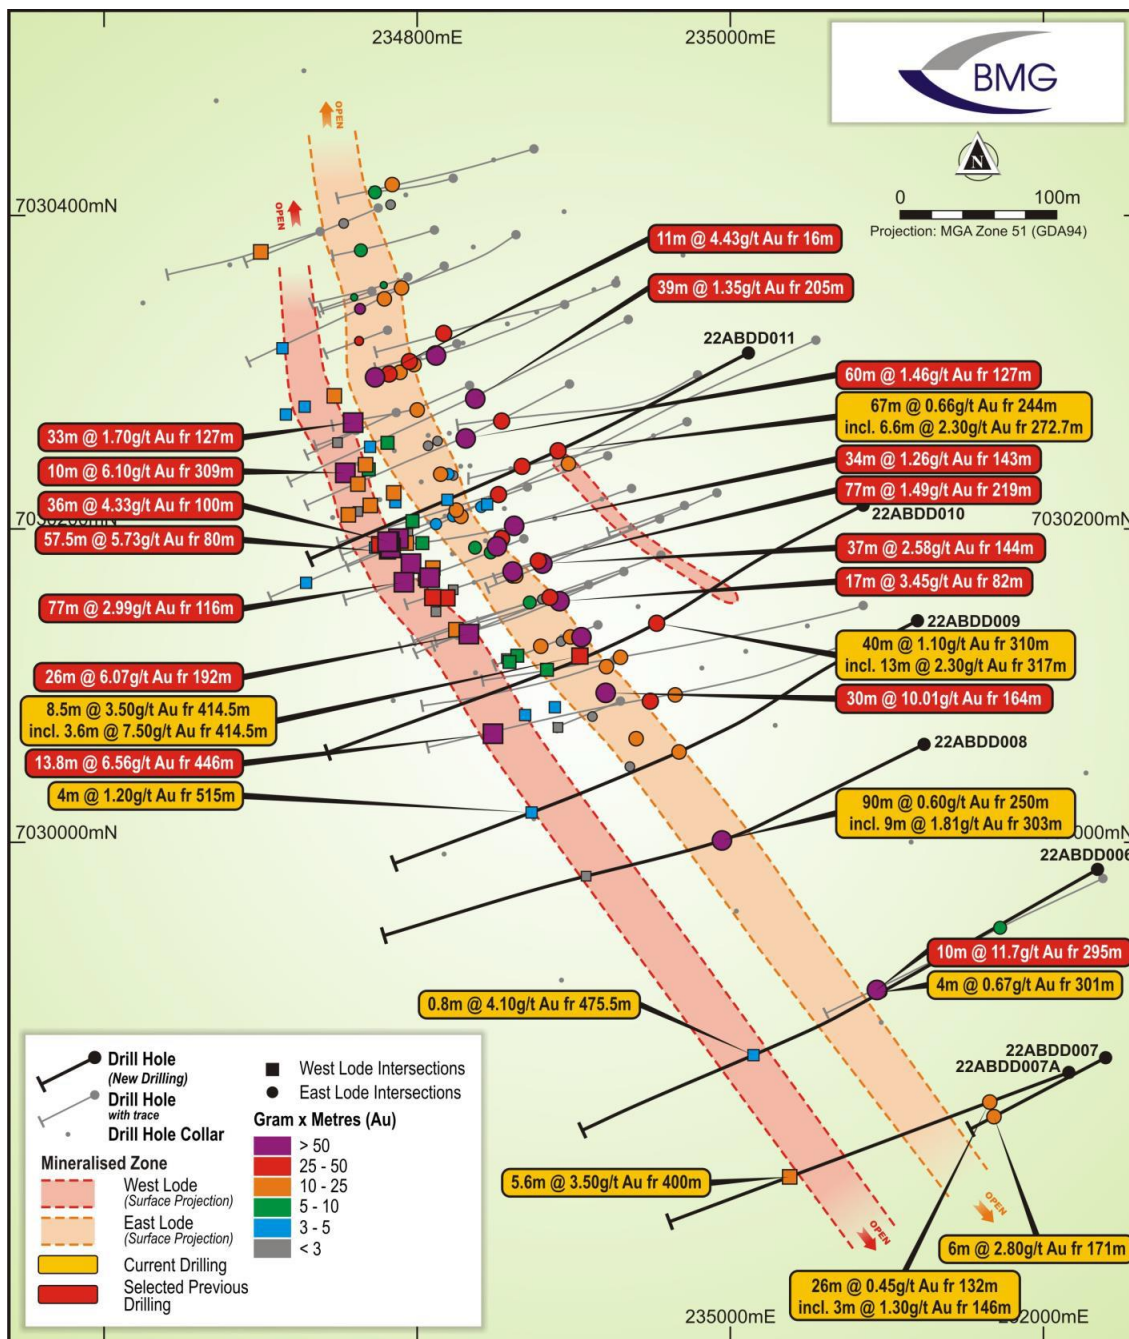 234800mE
235000mE
BMG
N
0
100m
Projection: MGA Zone 51 (GDA94)
OPEN
OPEN
7030400mN
11m @ 4.43g/t Au fr 16m
39m @ 1.35g/t Au fr 205m
22ABDD011
60m @ 1.46g/t Au fr 127m
67m @ 0.66g/t Au fr 244m
incl. 6.6m @ 2.30g/t Au fr 272.7m
33m @ 1.70g/t Au fr 127m
10m @ 6.10g/t Au fr 309m
34m @ 1.26g/t Au fr 143m
36m @ 4.33g/t Au fr 100m
77m @ 1.49g/t Au fr 219m
7030200mN
7030200mN
22ABDD010
57.5m @ 5.73g/t Au fr 80m
37m @ 2.58g/t Au fr 144m
17m @ 3.45g/t Au fr 82m
77m @ 2.99g/t Au fr 116m
22ABDD009
40m @ 1.10g/t Au fr 310m
incl. 13m @ 2.30g/t Au fr 317m
26m @ 6.07g/t Au fr 192m
30m @ 10.01g/t Au fr 164m
8.5m @ 3.50g/t Au fr 414.5m
incl. 3.6m @ 7.50g/t Au fr 414.5m
22ABDD008
13.8m @ 6.56g/t Au fr 446m
4m @ 1.20g/t Au fr 515m
90m @ 0.60g/t Au fr 250m
incl. 9m @ 1.81g/t Au fr 303m
7030000mN
000mN
22ABDD006
10m @ 11.7g/t Au fr 295m
4m @ 0.67g/t Au fr 301m
0.8m @ 4.10g/t Au fr 475.5m
22ABDD007
22ABDD007A
5.6m @ 3.50g/t Au fr 400m
OPEN
OPEN
6m @ 2.80g/t Au fr 171m
26m @ 0.45g/t Au fr 132m
incl. 3m @ 1.30g/t Au fr 146m
Drill Hole
(New Drilling)
Drill Hole
with trace
Drill Hole Collar
Mineralised Zone
West Lode
(Surface Projection)
East Lode
(Surface Projection)
Current Drilling
Selected Previous
Drilling
West Lode Intersections
East Lode Intersections
Gram x Metres (Au)
> 50
25 - 50
10 - 25
5 - 10
3 - 5
< 3
235000mE